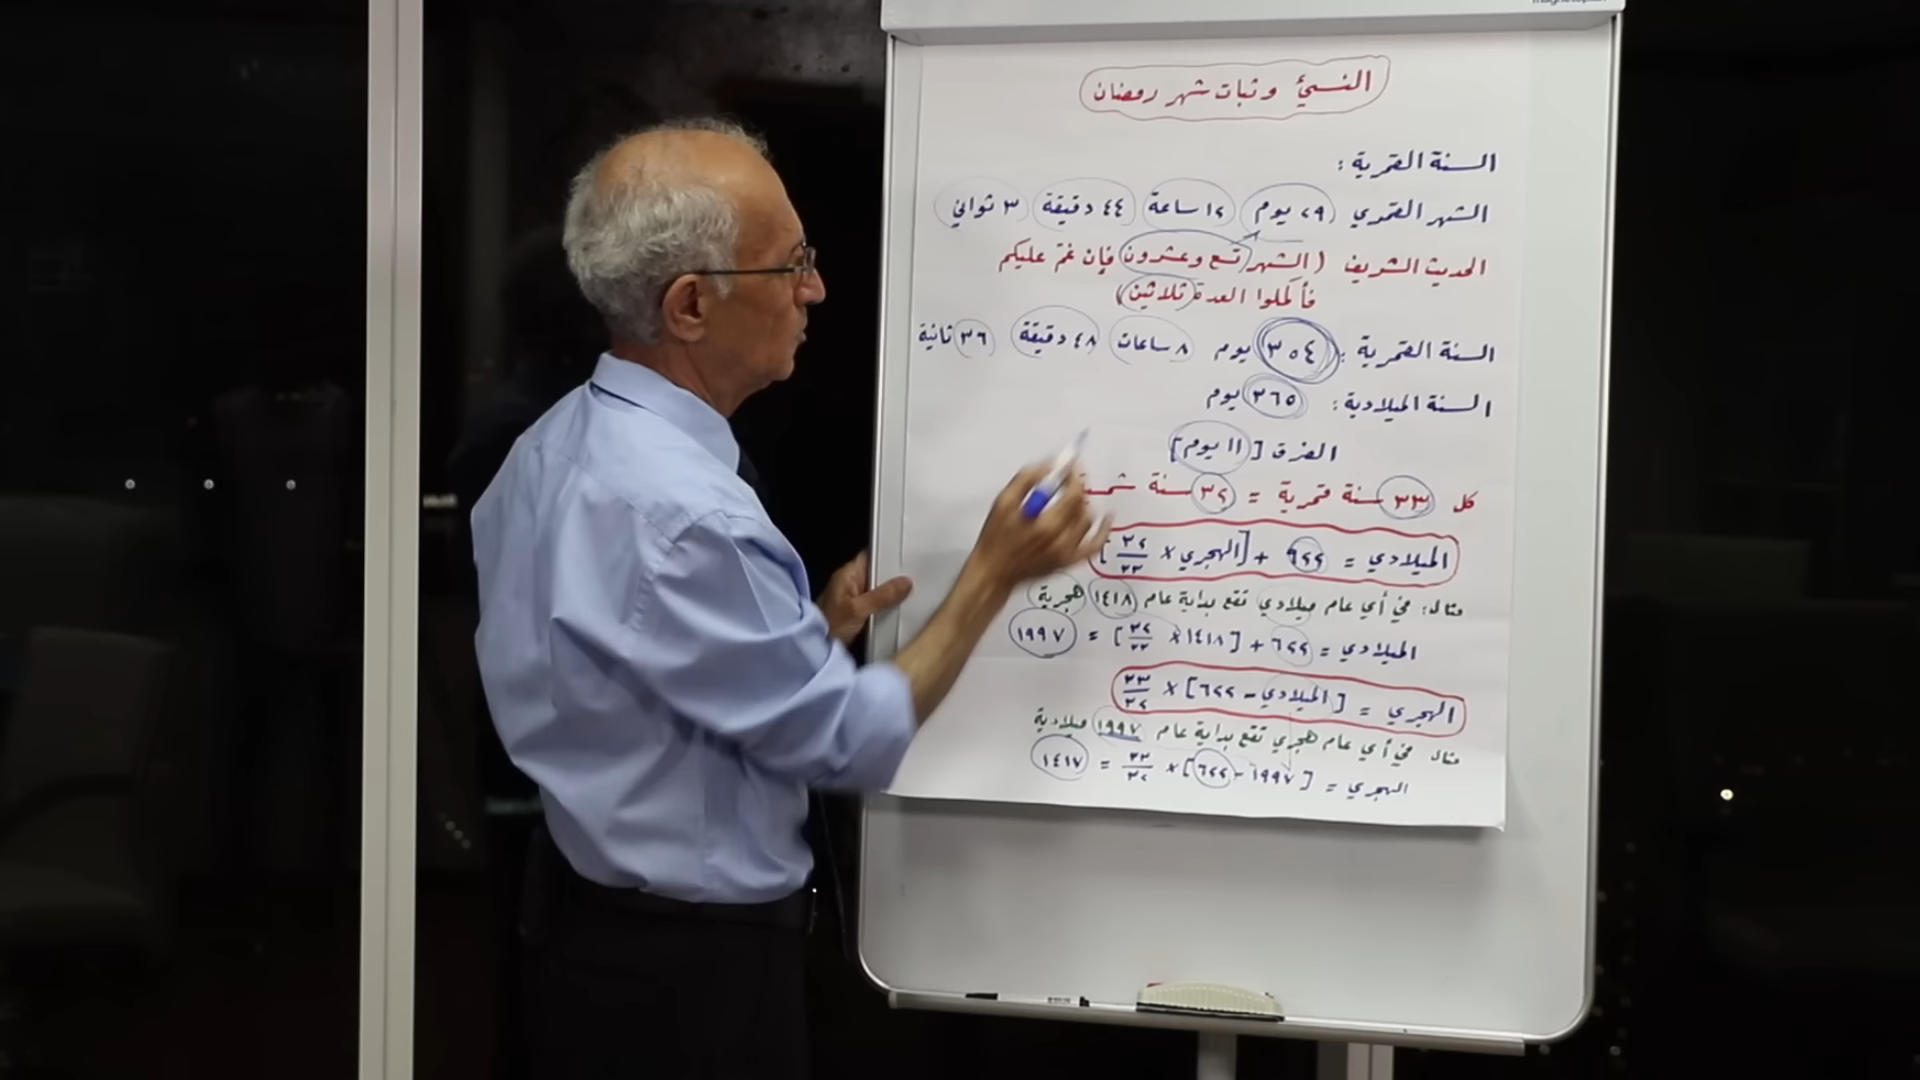 النسيئ وثبات شهر رمضان
السنة القمرية :
الشهر القمري ٢٩ يوم ١٢ ساعة ٤٤ دقيقة ٣ ثواني
الحديث الشريف ( الشهر تسع وعشرون فإن غمّ عليكم
فأكملوا العدة ثلاثين )
السنة القمرية : ٣٥٤ يوم ٨ ساعات ٤٨ دقيقة ٣٦ ثانية
السنة الميلادية : ٣٦٥ يوم
الفرق [ ١١ يوم ]
كل ٣٣ سنة قمرية = ٣٢ سنة
الميلادي = ٦٢٢ + [ الهجري × ٣٢/٣٣ ]
مثال : في أي عام ميلادي تقع بداية عام ١٤١٨ هجرية
الميلادي = ٦٢٢ + [ ١٤١٨ × ٣٢/٣٣ ] = ١٩٩٧
الهجري = [ الميلادي - ٦٢٢ ] × ٣٣/٣٢
مثال في أي عام هجري تقع بداية عام ١٩٩٧ ميلادية
الهجري = [ ١٩٩٧ - ٦٢٢ ] × ٣٣/٣٢ = ١٤١٧